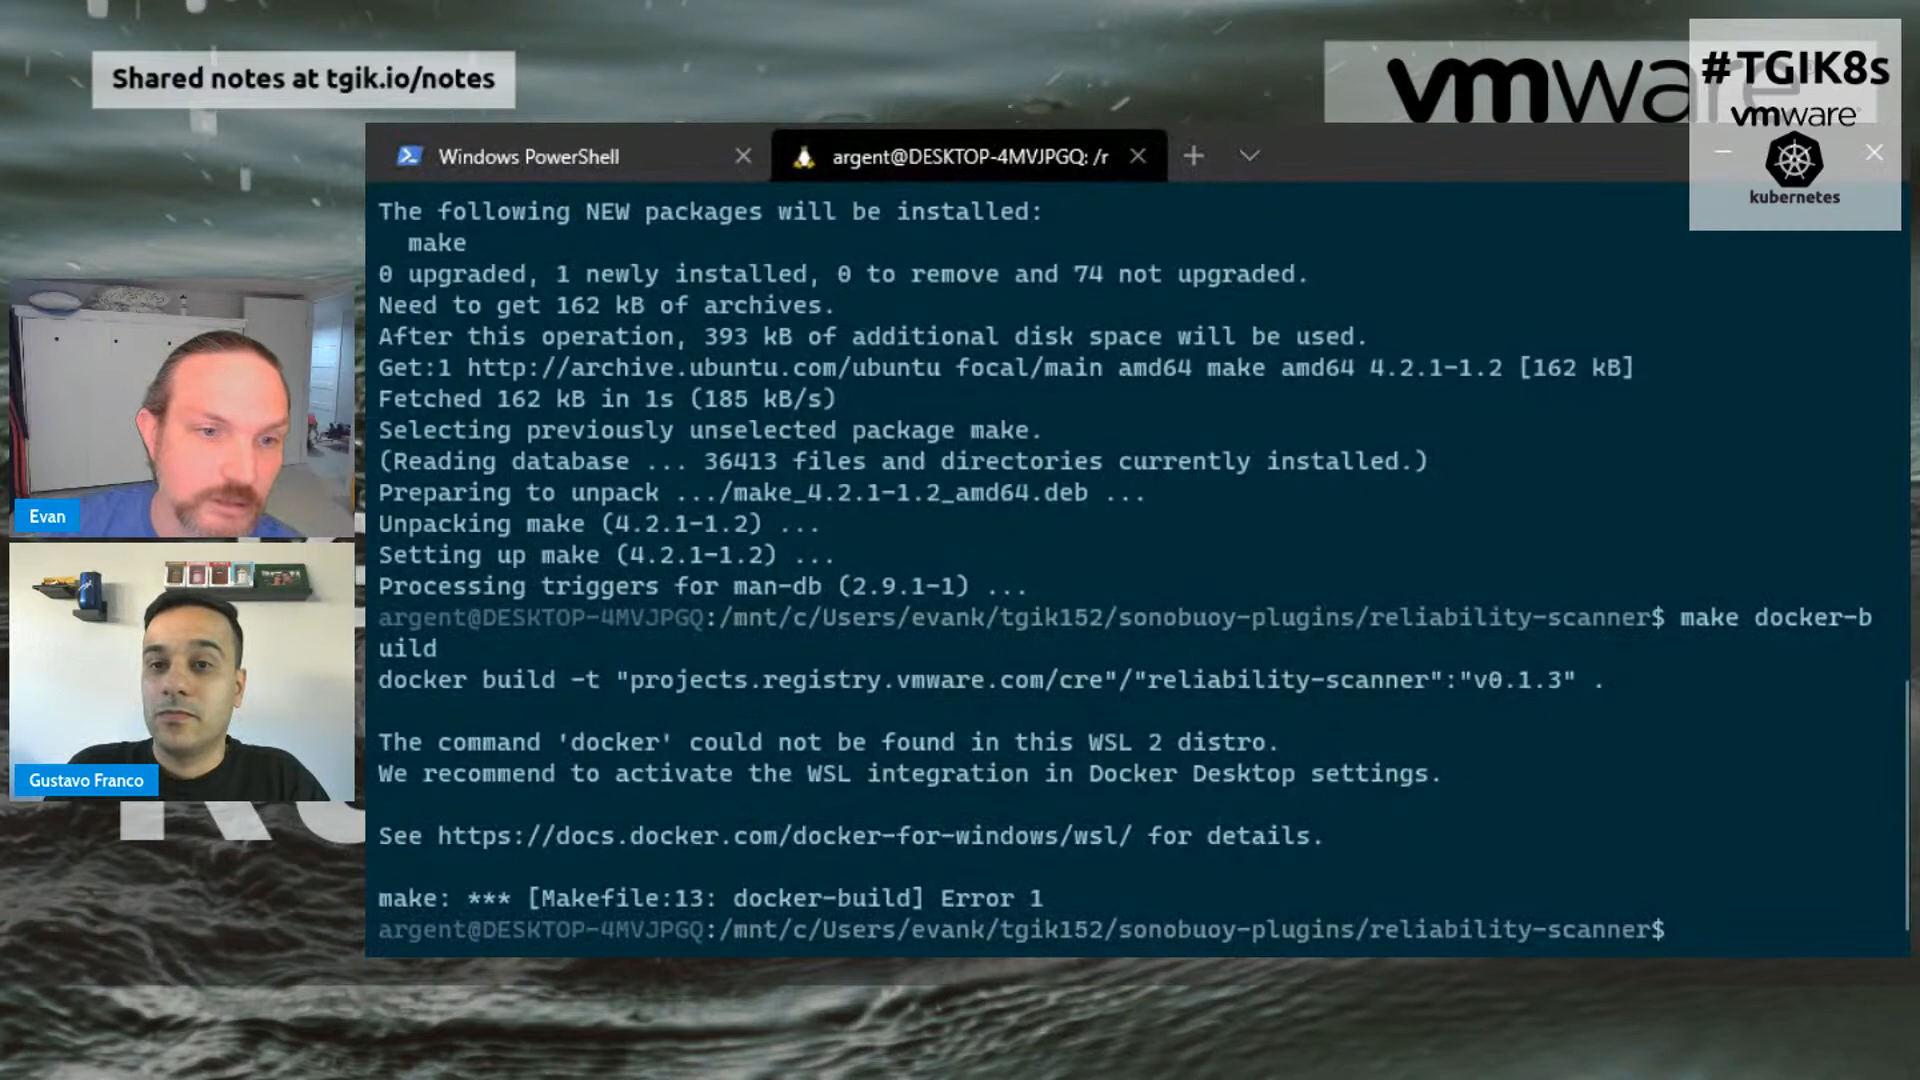 Shared notes at tgik.io/notes
vmware
#TGIK8s
vmware
kubernetes
Windows PowerShell
argent@DESKTOP-4MVJPGQ: /r
The following NEW packages will be installed:
make
0 upgraded, 1 newly installed, 0 to remove and 74 not upgraded.
Need to get 162 kB of archives.
After this operation, 393 kB of additional disk space will be used.
Get:1 http://archive.ubuntu.com/ubuntu focal/main amd64 make amd64 4.2.1-1.2 [162 kB]
Fetched 162 kB in 1s (185 kB/s)
Selecting previously unselected package make.
(Reading database ... 36413 files and directories currently installed.)
Preparing to unpack .../make_4.2.1-1.2_amd64.deb ...
Unpacking make (4.2.1-1.2) ...
Setting up make (4.2.1-1.2) ...
Processing triggers for man-db (2.9.1-1) ...
argent@DESKTOP-4MVJPGQ:/mnt/c/Users/evank/tgik152/sonobuoy-plugins/reliability-scanner$ make docker-b
uild
docker build -t "projects.registry.vmware.com/cre"/"reliability-scanner":"v0.1.3" .
The command 'docker' could not be found in this WSL 2 distro.
We recommend to activate the WSL integration in Docker Desktop settings.
See https://docs.docker.com/docker-for-windows/wsl/ for details.
make: *** [Makefile:13: docker-build] Error 1
argent@DESKTOP-4MVJPGQ:/mnt/c/Users/evank/tgik152/sonobuoy-plugins/reliability-scanner$
Evan
Gustavo Franco